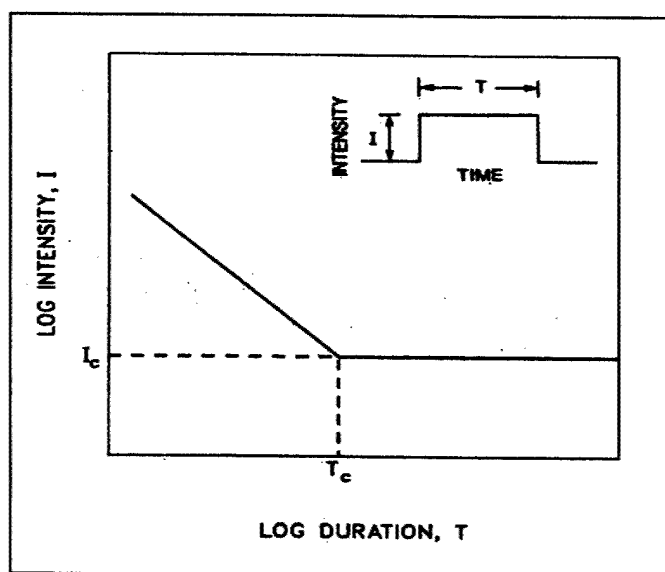 T
INTENSITY
I
TIME
LOG INTENSITY, I
I_c
T_c
LOG DURATION, T